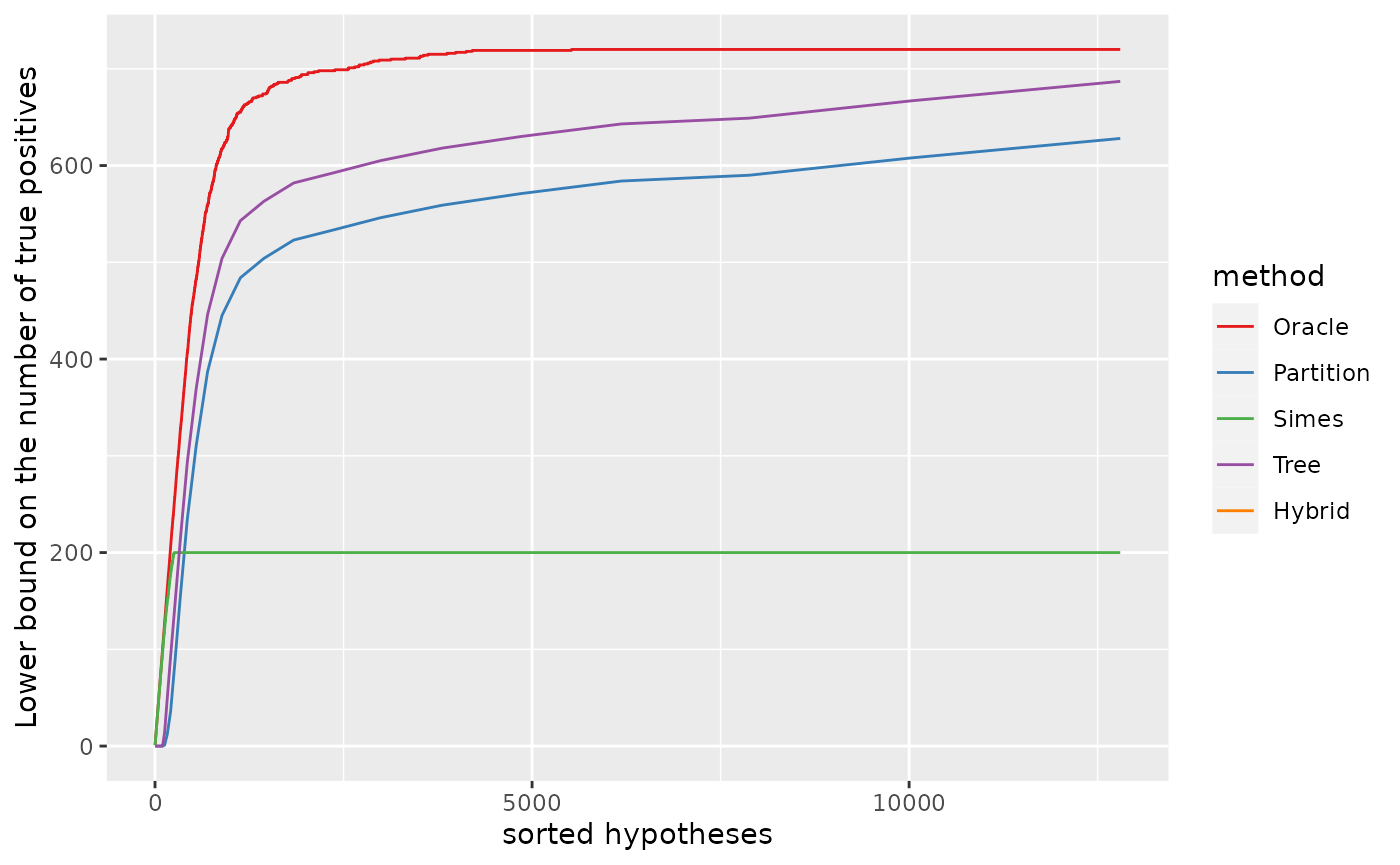 Lower bound on the number of true positives
600
400
200
0
0
5000
10000
sorted hypotheses
method
Oracle
Partition
Simes
Tree
Hybrid